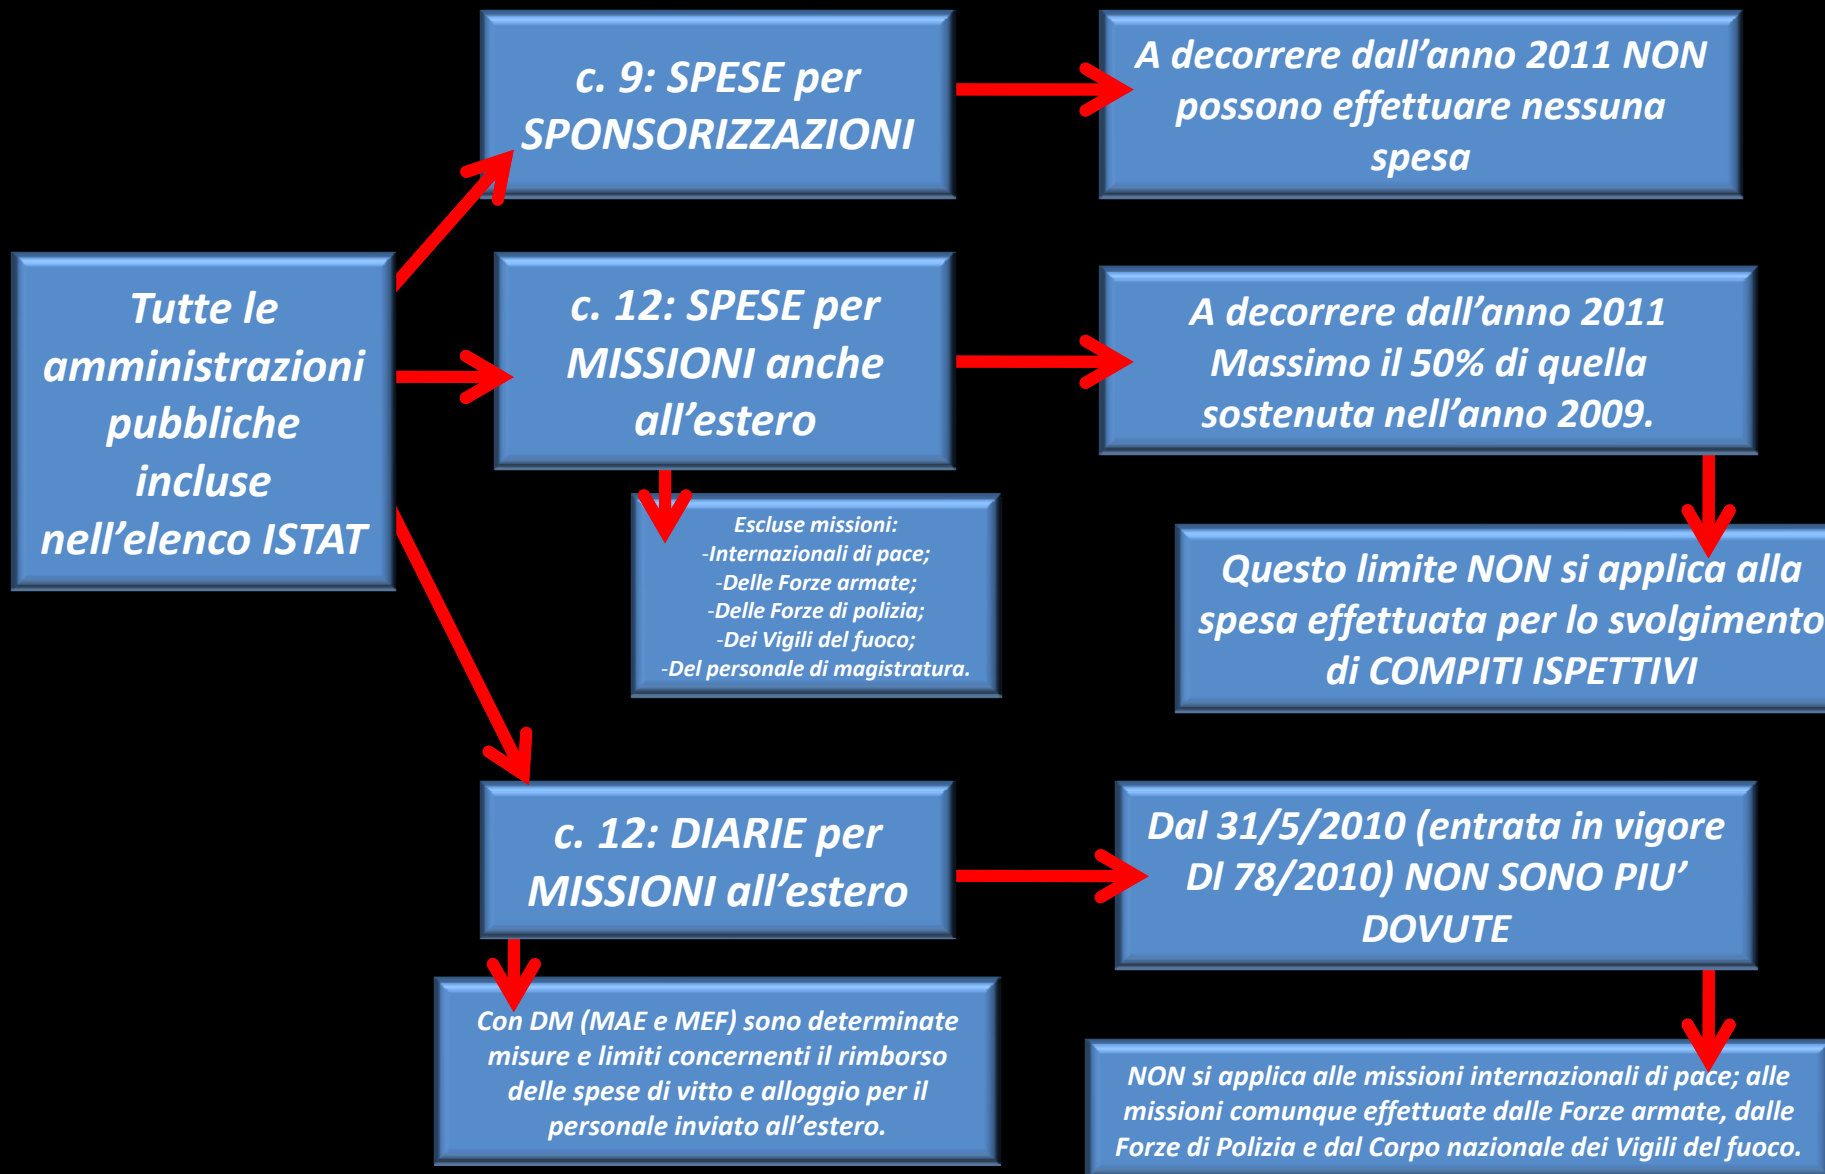 c. 9: SPESE per
SPONSORIZZAZIONI
A decorrere dall’anno 2011 NON
possono effettuare nessuna
spesa
Tutte le
amministrazioni
pubbliche
incluse
nell’elenco ISTAT
c. 12: SPESE per
MISSIONI anche
all’estero
A decorrere dall’anno 2011
Massimo il 50% di quella
sostenuta nell’anno 2009.
Escluse missioni:
-Internazionali di pace;
-Delle Forze armate;
-Delle Forze di polizia;
-Dei Vigili del fuoco;
-Del personale di magistratura.
Questo limite NON si applica alla
spesa effettuata per lo svolgimento
di COMPITI ISPETTIVI
c. 12: DIARIE per
MISSIONI all’estero
Dal 31/5/2010 (entrata in vigore
Dl 78/2010) NON SONO PIU’
DOVUTE
Con DM (MAE e MEF) sono determinate
misure e limiti concernenti il rimborso
delle spese di vitto e alloggio per il
personale inviato all’estero.
NON si applica alle missioni internazionali di pace; alle
missioni comunque effettuate dalle Forze armate, dalle
Forze di Polizia e dal Corpo nazionale dei Vigili del fuoco.